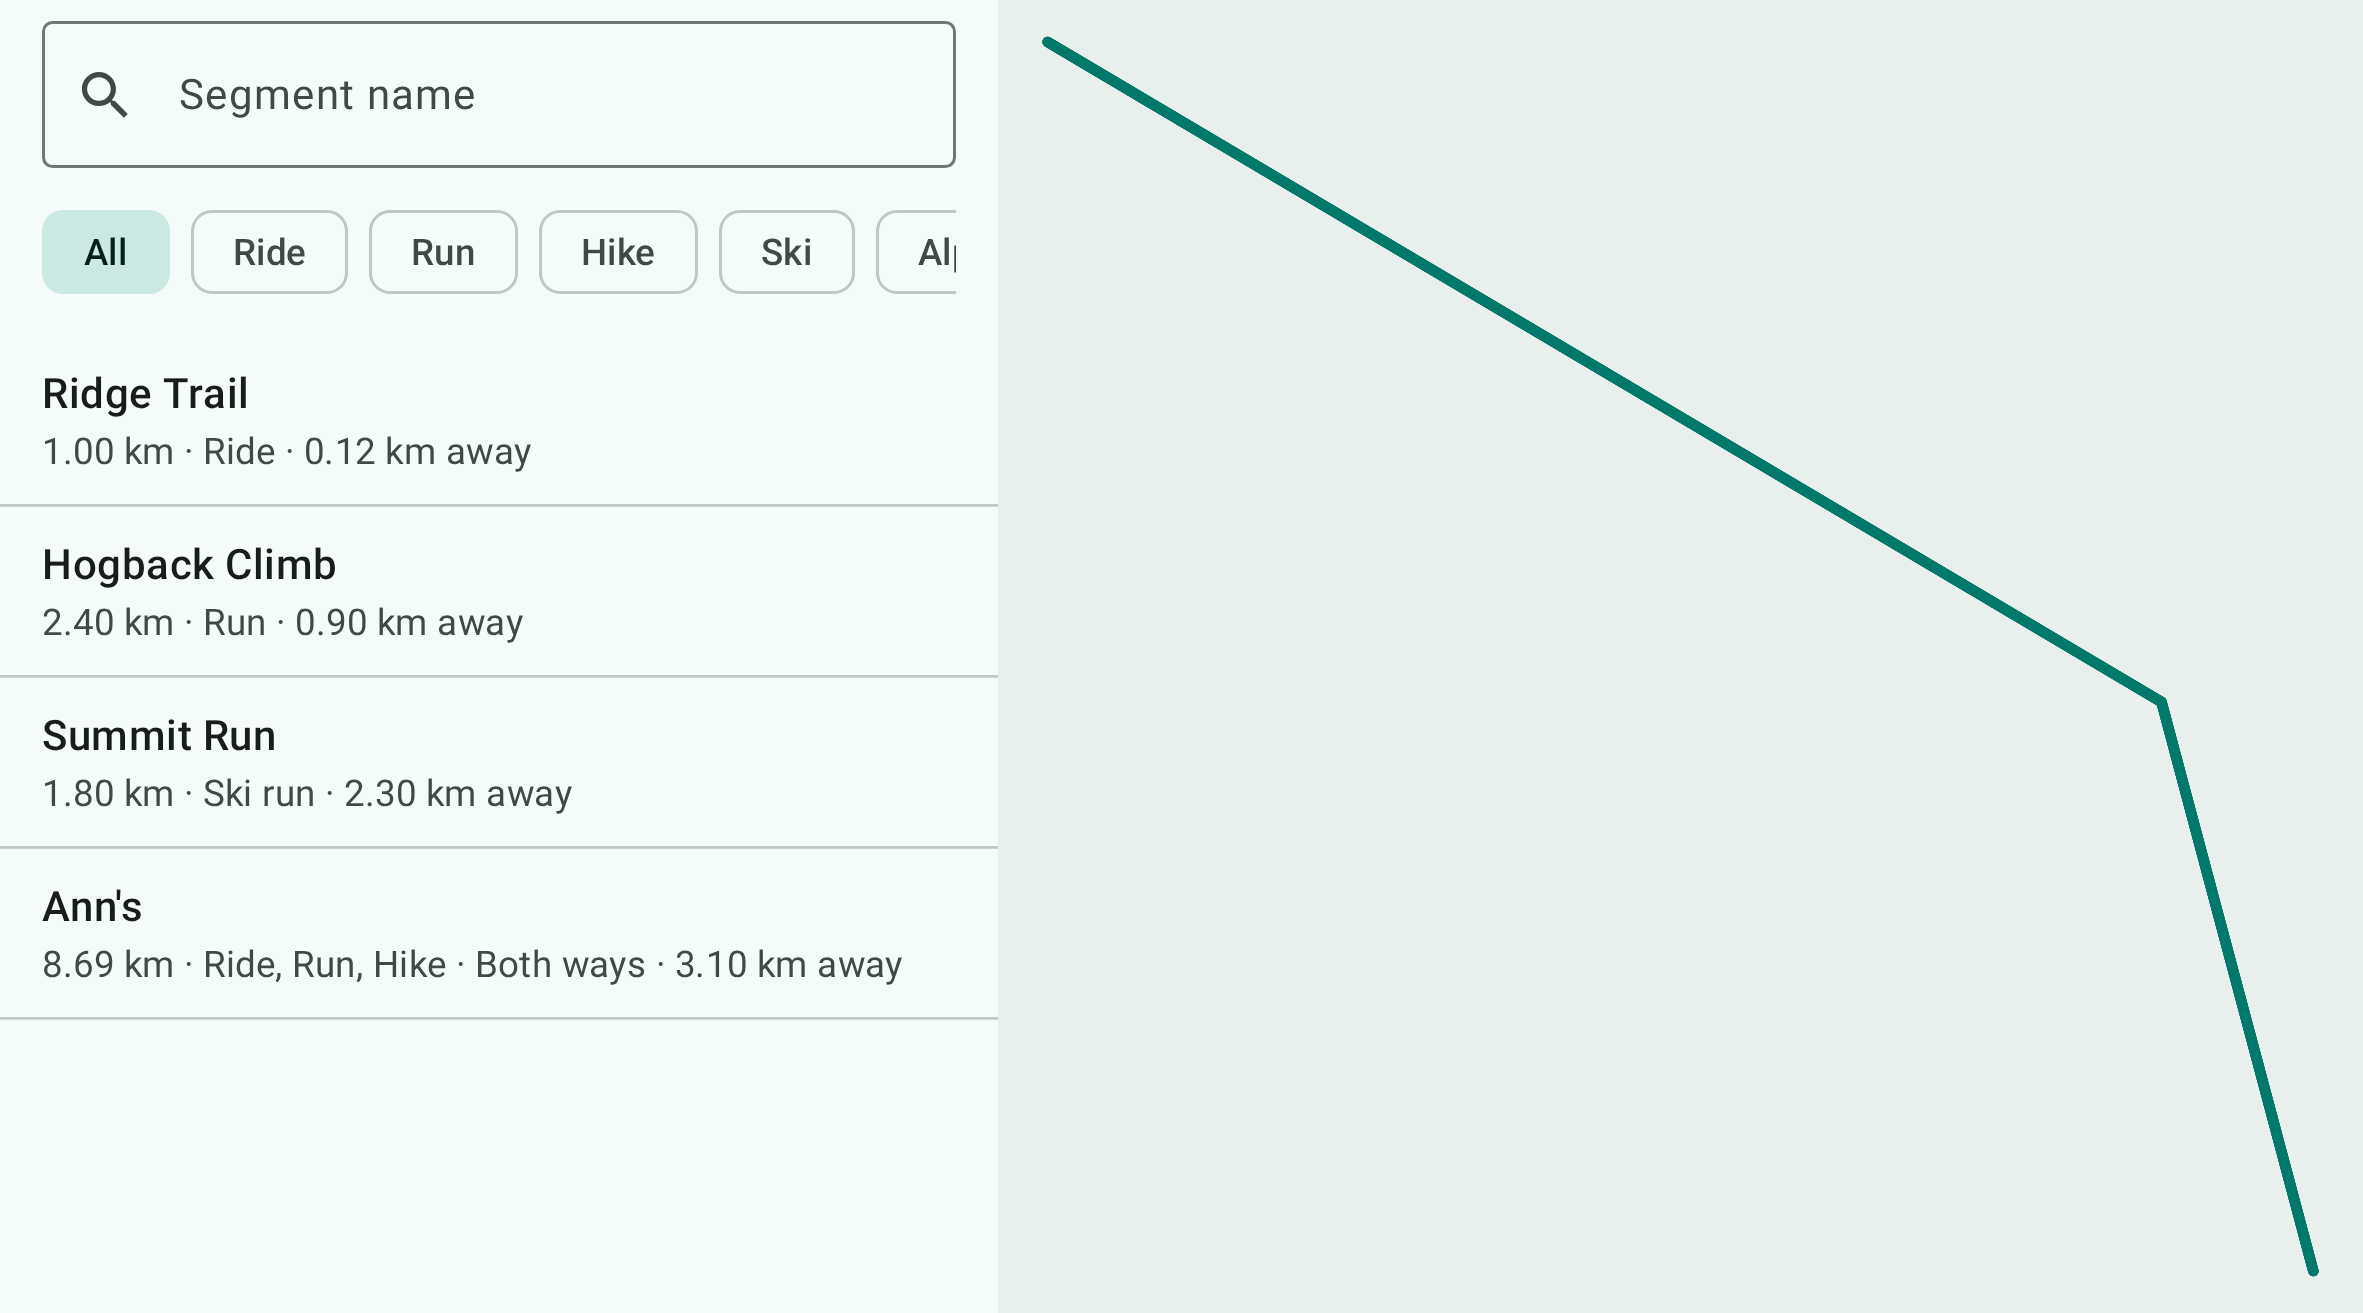 Segment name
All Ride Run Hike Ski
Ridge Trail
1.00 km · Ride · 0.12 km away
Hogback Climb
2.40 km · Run · 0.90 km away
Summit Run
1.80 km · Ski run · 2.30 km away
Ann's
8.69 km · Ride, Run, Hike · Both ways · 3.10 km away